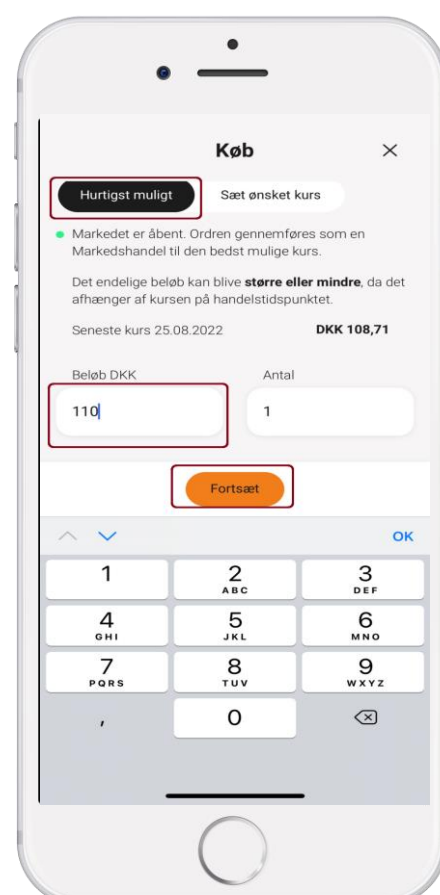 Køb
Hurtigst muligt
Sæt ønsket kurs
Markedet er åbent. Ordren gennemføres som en
Markedshandel til den bedst mulige kurs.
Det endelige beløb kan blive større eller mindre, da det
afhænger af kursen på handelstidspunktet.
Seneste kurs 25.08.2022 DKK 108,71
Beløb DKK Antal
110 1
Fortsæt
OK
1 2 3
ABC DEF
4 5 6
GHI JKL MNO
7 8 9
PQRS TUV WXYZ
, 0